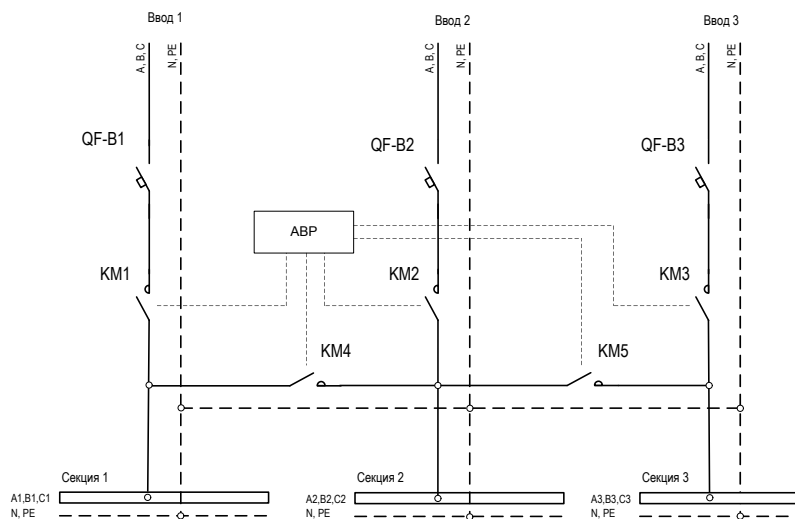 Ввод 1
Ввод 2
Ввод 3
A, B, C
N, PE
A, B, C
N, PE
A, B, C
N, PE
QF-B1
QF-B2
QF-B3
АВР
KM1
KM2
KM3
KM4
KM5
Секция 1
Секция 2
Секция 3
A1,B1,C1
A2,B2,C2
A3,B3,C3
N, PE
N, PE
N, PE